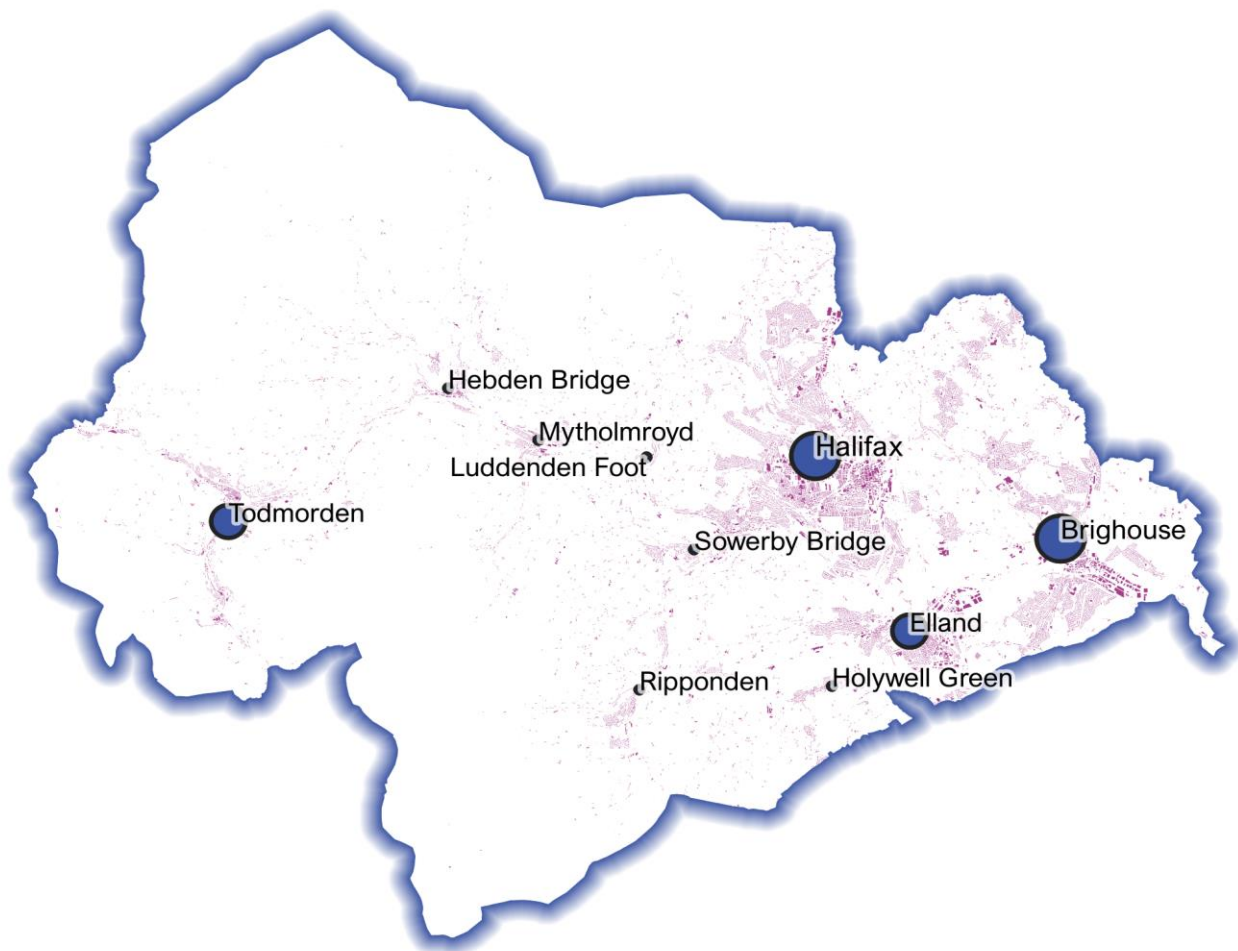 Hebden Bridge
Mytholmroyd
Luddenden Foot
Halifax
Todmorden
Sowerby Bridge
Brighouse
Elland
Ripponden
Holywell Green